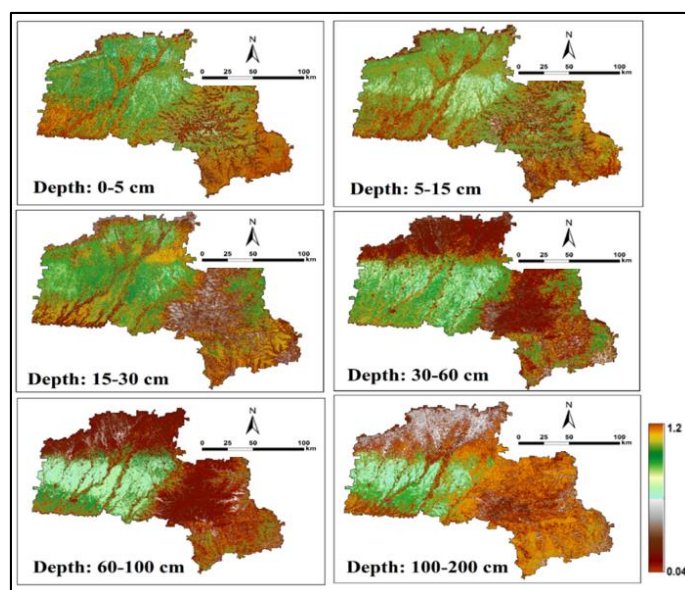 N
0 25 50 100
km
Depth: 0-5 cm
N
0 25 50 100
km
Depth: 5-15 cm
N
0 25 50 100
km
Depth: 15-30 cm
N
0 25 50 100
km
Depth: 30-60 cm
N
0 25 50 100
km
Depth: 60-100 cm
N
0 25 50 100
km
Depth: 100-200 cm
1.2
0.04